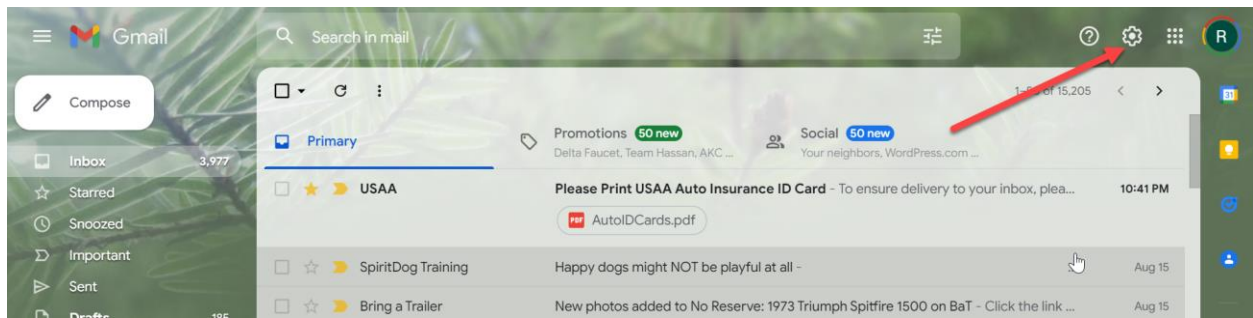 Gmail
Search in mail
R
Compose
of 15,205
31
Primary
Promotions 50 new
Delta Faucet, Team Hassan, AKC ...
Social 50 new
Your neighbors, WordPress.com ...
Inbox 3,977
Starred
Snoozed
Important
Sent
Drafts 185
USAA Please Print USAA Auto Insurance ID Card - To ensure delivery to your inbox, plea... 10:41 PM
PDF AutoIDCards.pdf
SpiritDog Training Happy dogs might NOT be playful at all - Aug 15
Bring a Trailer New photos added to No Reserve: 1973 Triumph Spitfire 1500 on BaT - Click the link ... Aug 15